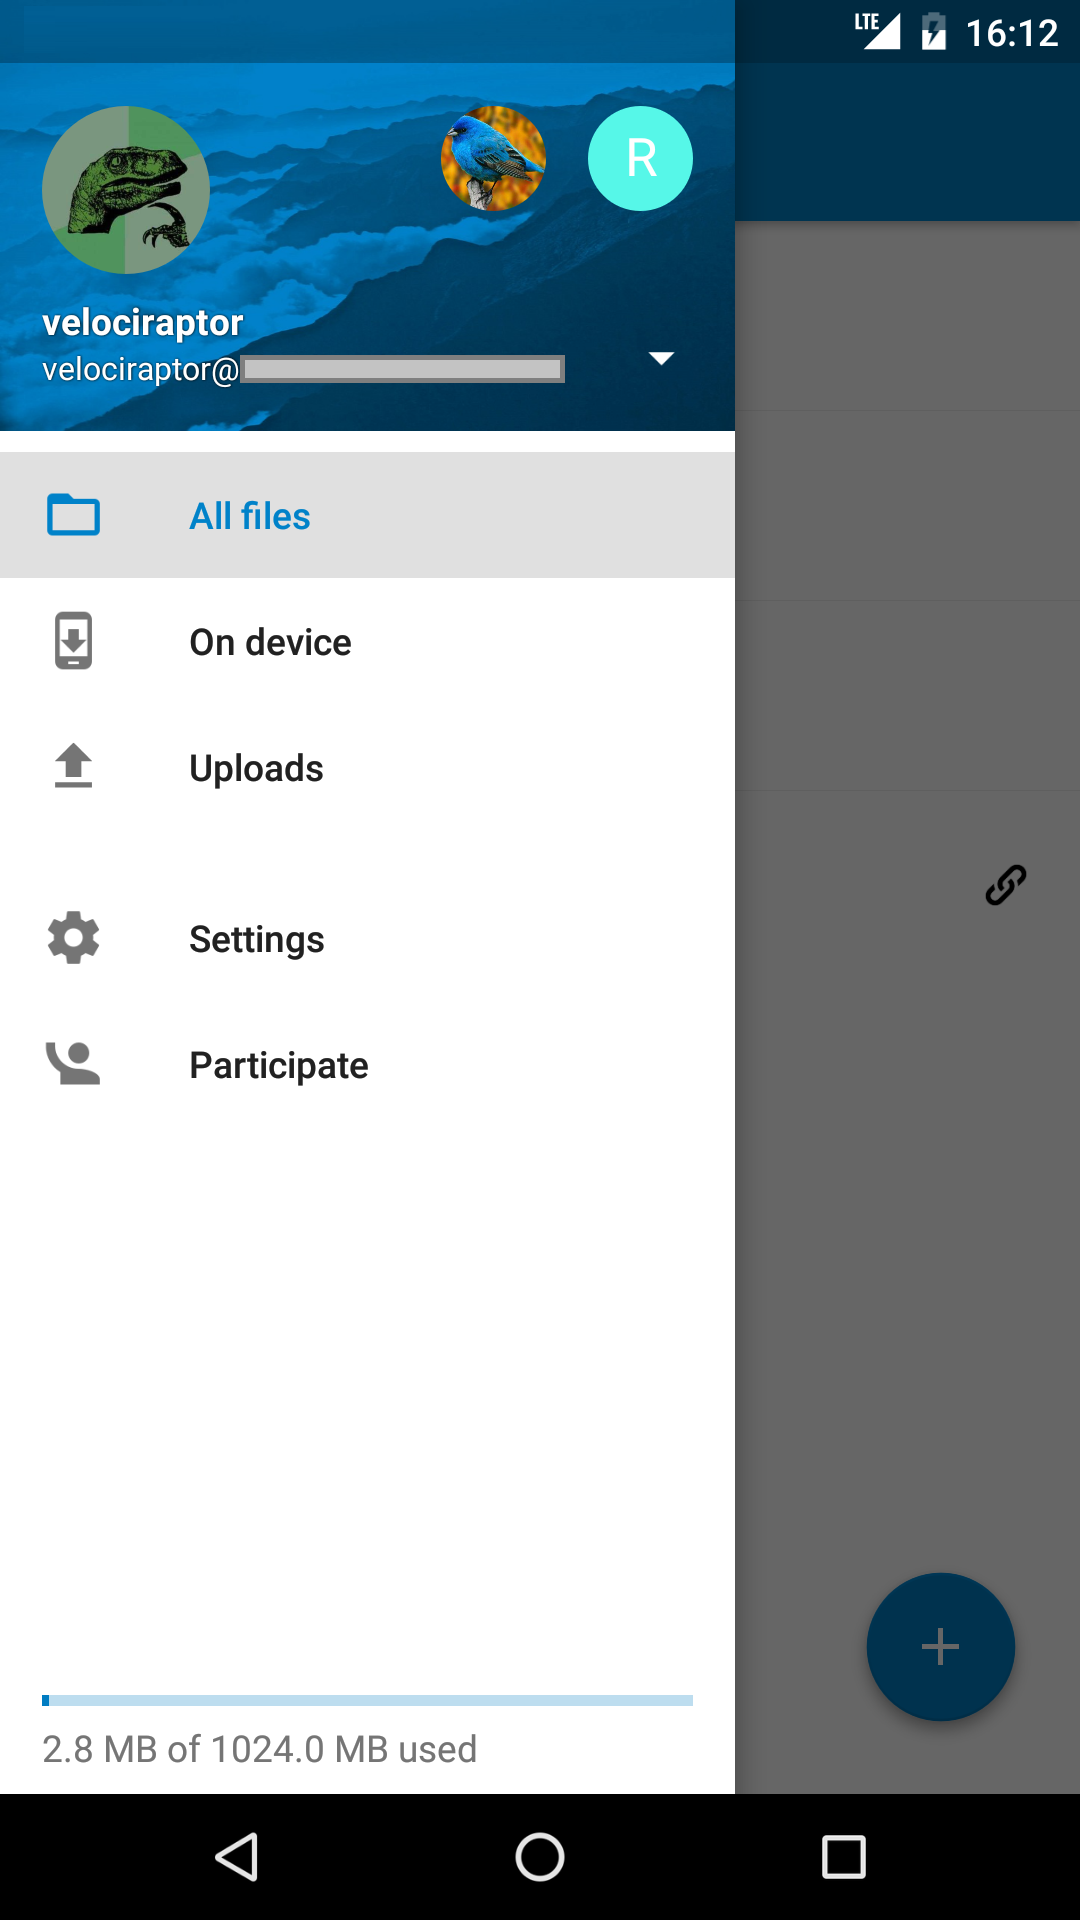 LTE 16:12
R
velociraptor
velociraptor@
All files
On device
Uploads
Settings
Participate
2.8 MB of 1024.0 MB used